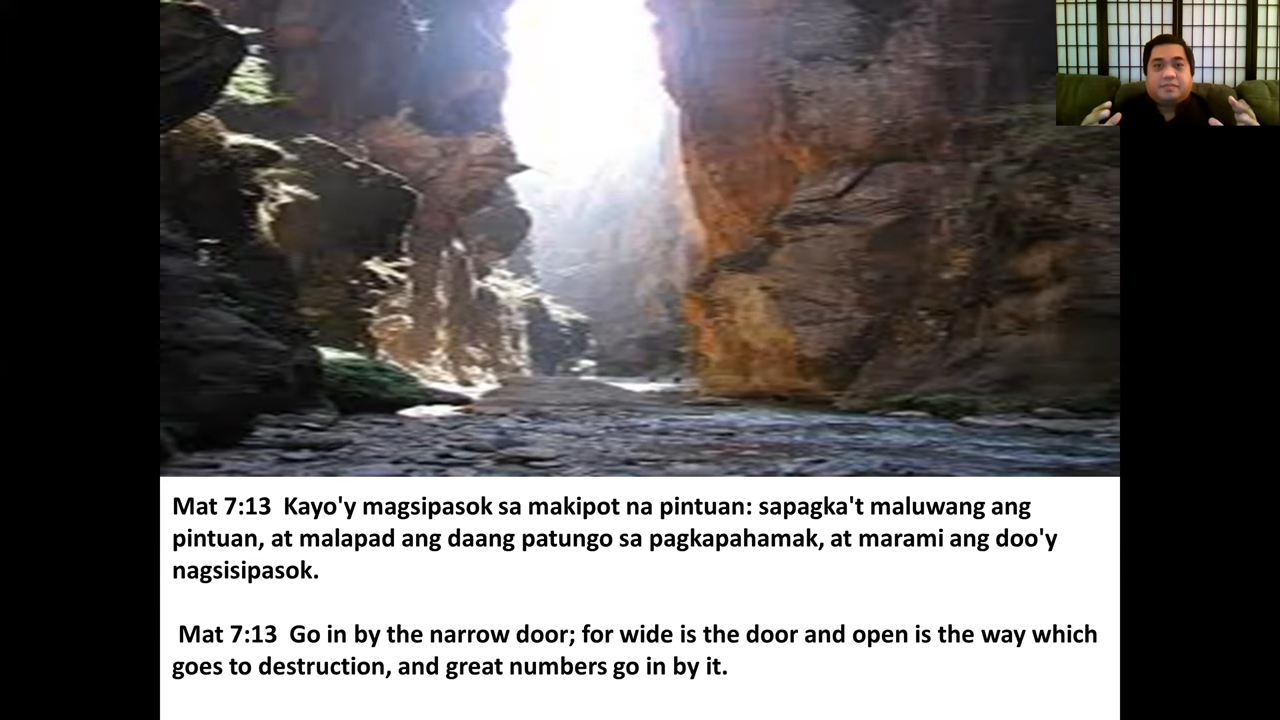 Mat 7:13  Kayo'y magsipasok sa makipot na pintuan: sapagka't maluwang ang
pintuan, at malapad ang daang patungo sa pagkapahamak, at marami ang doo'y
nagsisipasok.
Mat 7:13  Go in by the narrow door; for wide is the door and open is the way which
goes to destruction, and great numbers go in by it.